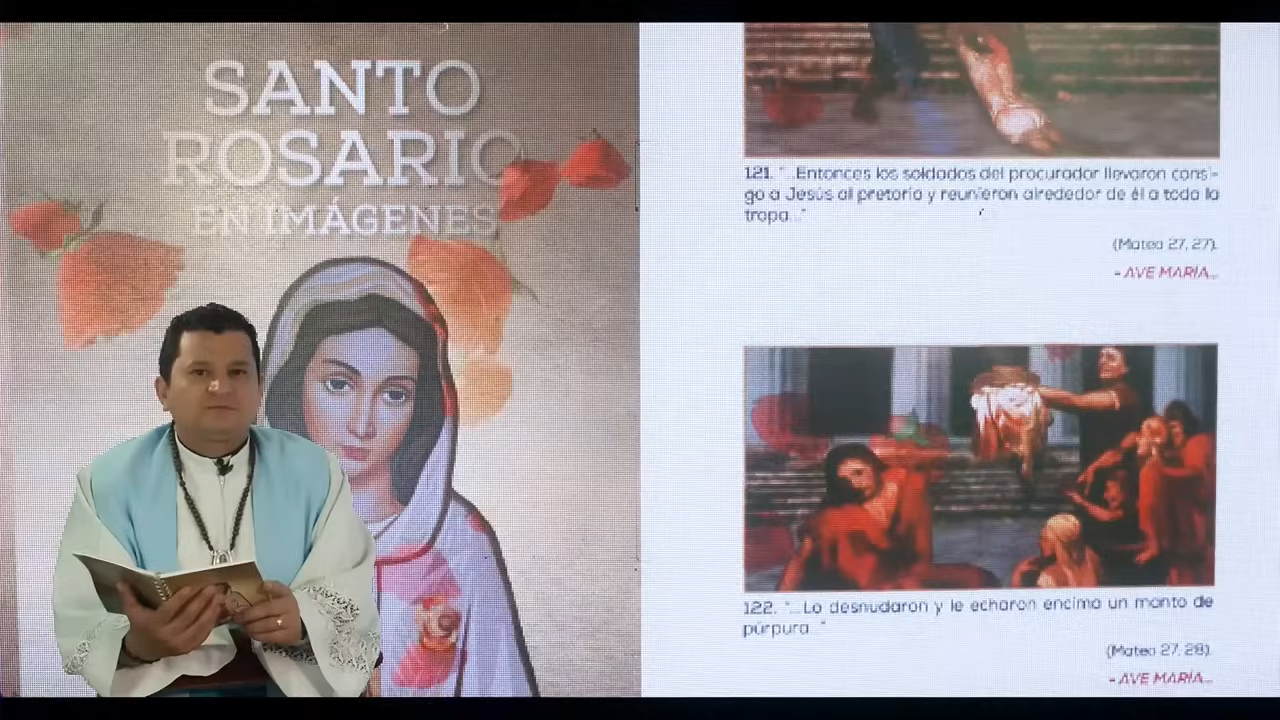 SANTO
ROSARIO
EN IMÁGENES
121. "...Entonces los soldados del procurador llevaron consi-
go a Jesús al pretorio y reunieron alrededor de él a toda la
tropa..."
(Mateo 27, 27).
- AVE MARÍA...
122. "...Lo desnudaron y le echaron encima un manto de
púrpura..."
(Mateo 27, 28).
- AVE MARÍA...